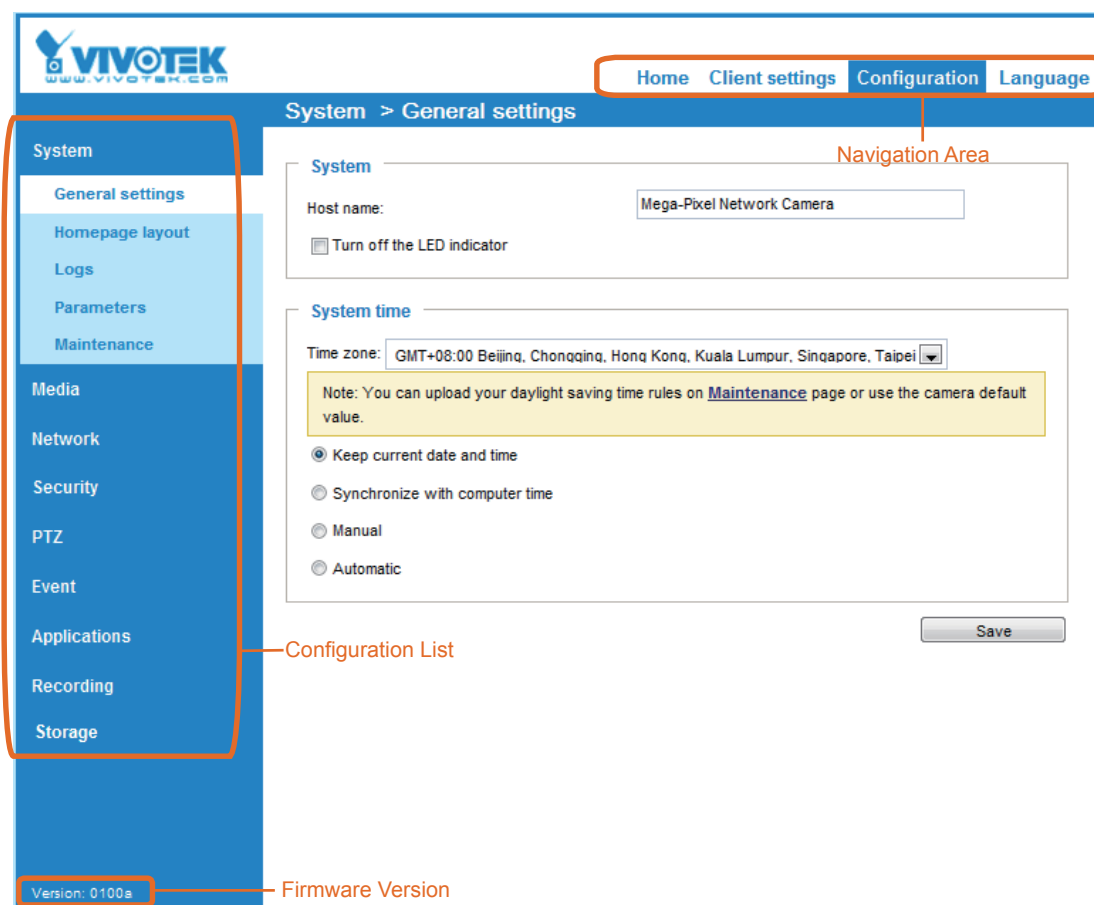 VIVOTEK
www.vivotek.com
Home Client settings Configuration Language
System > General settings
Navigation Area
System
General settings
Homepage layout
Logs
Parameters
Maintenance
Media
Network
Security
PTZ
Event
Applications
Recording
Storage
Version: 0100a
System
Host name: Mega-Pixel Network Camera
Turn off the LED indicator
System time
Time zone: GMT+08:00 Beijing, Chongqing, Hong Kong, Kuala Lumpur, Singapore, Taipei
Note: You can upload your daylight saving time rules on Maintenance page or use the camera default
value.
Keep current date and time
Synchronize with computer time
Manual
Automatic
Save
Configuration List
Firmware Version